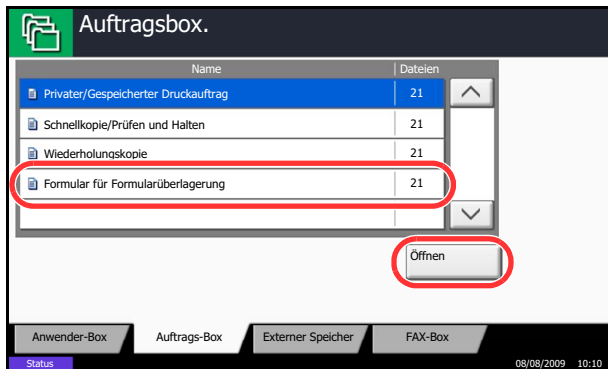 Auftragsbox.
Name Dateien
Privater/Gespeicherter Druckauftrag 21
Schnellkopie/Prüfen und Halten 21
Wiederholungskopie 21
Formular für Formularüberlagerung 21
Öffnen
Anwender-Box Auftrags-Box Externer Speicher FAX-Box
Status 08/08/2009 10:10